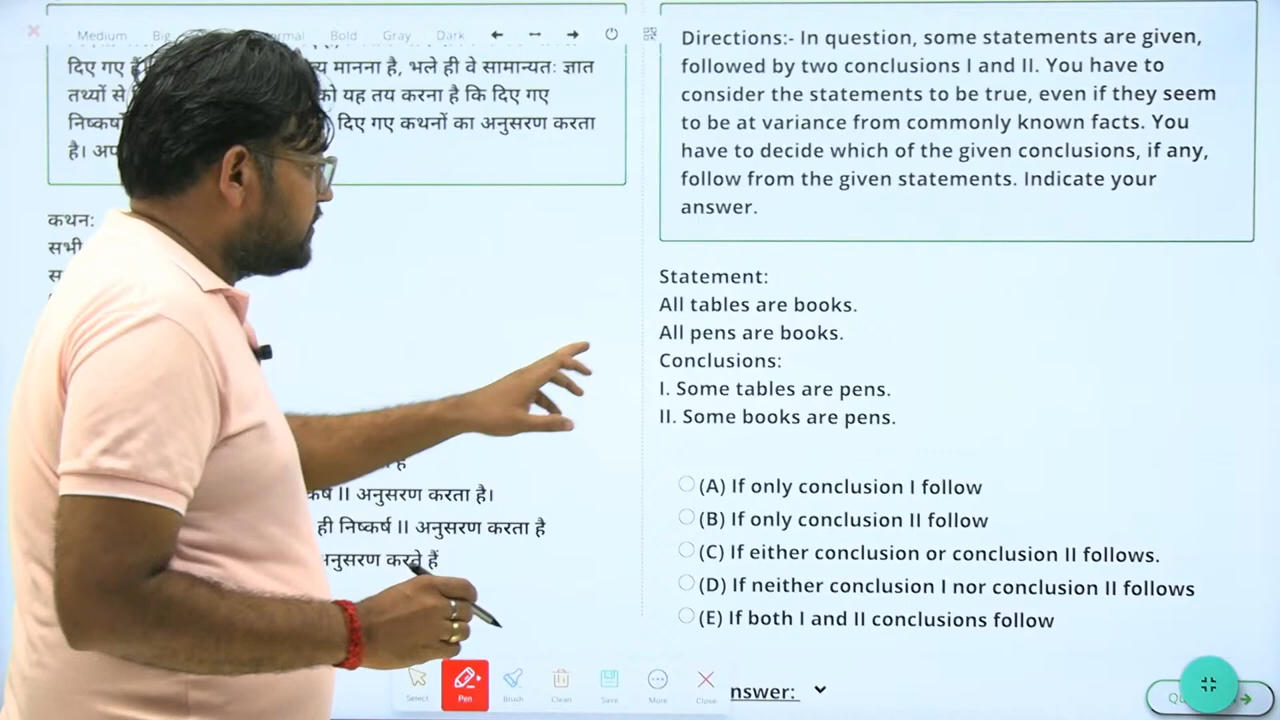 Medium Big Bold Gray Dark
दिए गए मानना है, भले ही वे सामान्यतः ज्ञात
तथ्यों से को यह तय करना है कि दिए गए
दिए गए कथनों का अनुसरण करता
है।
कथन:
सभी
II अनुसरण करता है।
ही निष्कर्ष II अनुसरण करता है
करते हैं
Directions:- In question, some statements are given,
followed by two conclusions I and II. You have to
consider the statements to be true, even if they seem
to be at variance from commonly known facts. You
have to decide which of the given conclusions, if any,
follow from the given statements. Indicate your
answer.
Statement:
All tables are books.
All pens are books.
Conclusions:
I. Some tables are pens.
II. Some books are pens.
(A) If only conclusion I follow
(B) If only conclusion II follow
(C) If either conclusion or conclusion II follows.
(D) If neither conclusion I nor conclusion II follows
(E) If both I and II conclusions follow
Select Pen Brush Clean Save More Close
nswer: